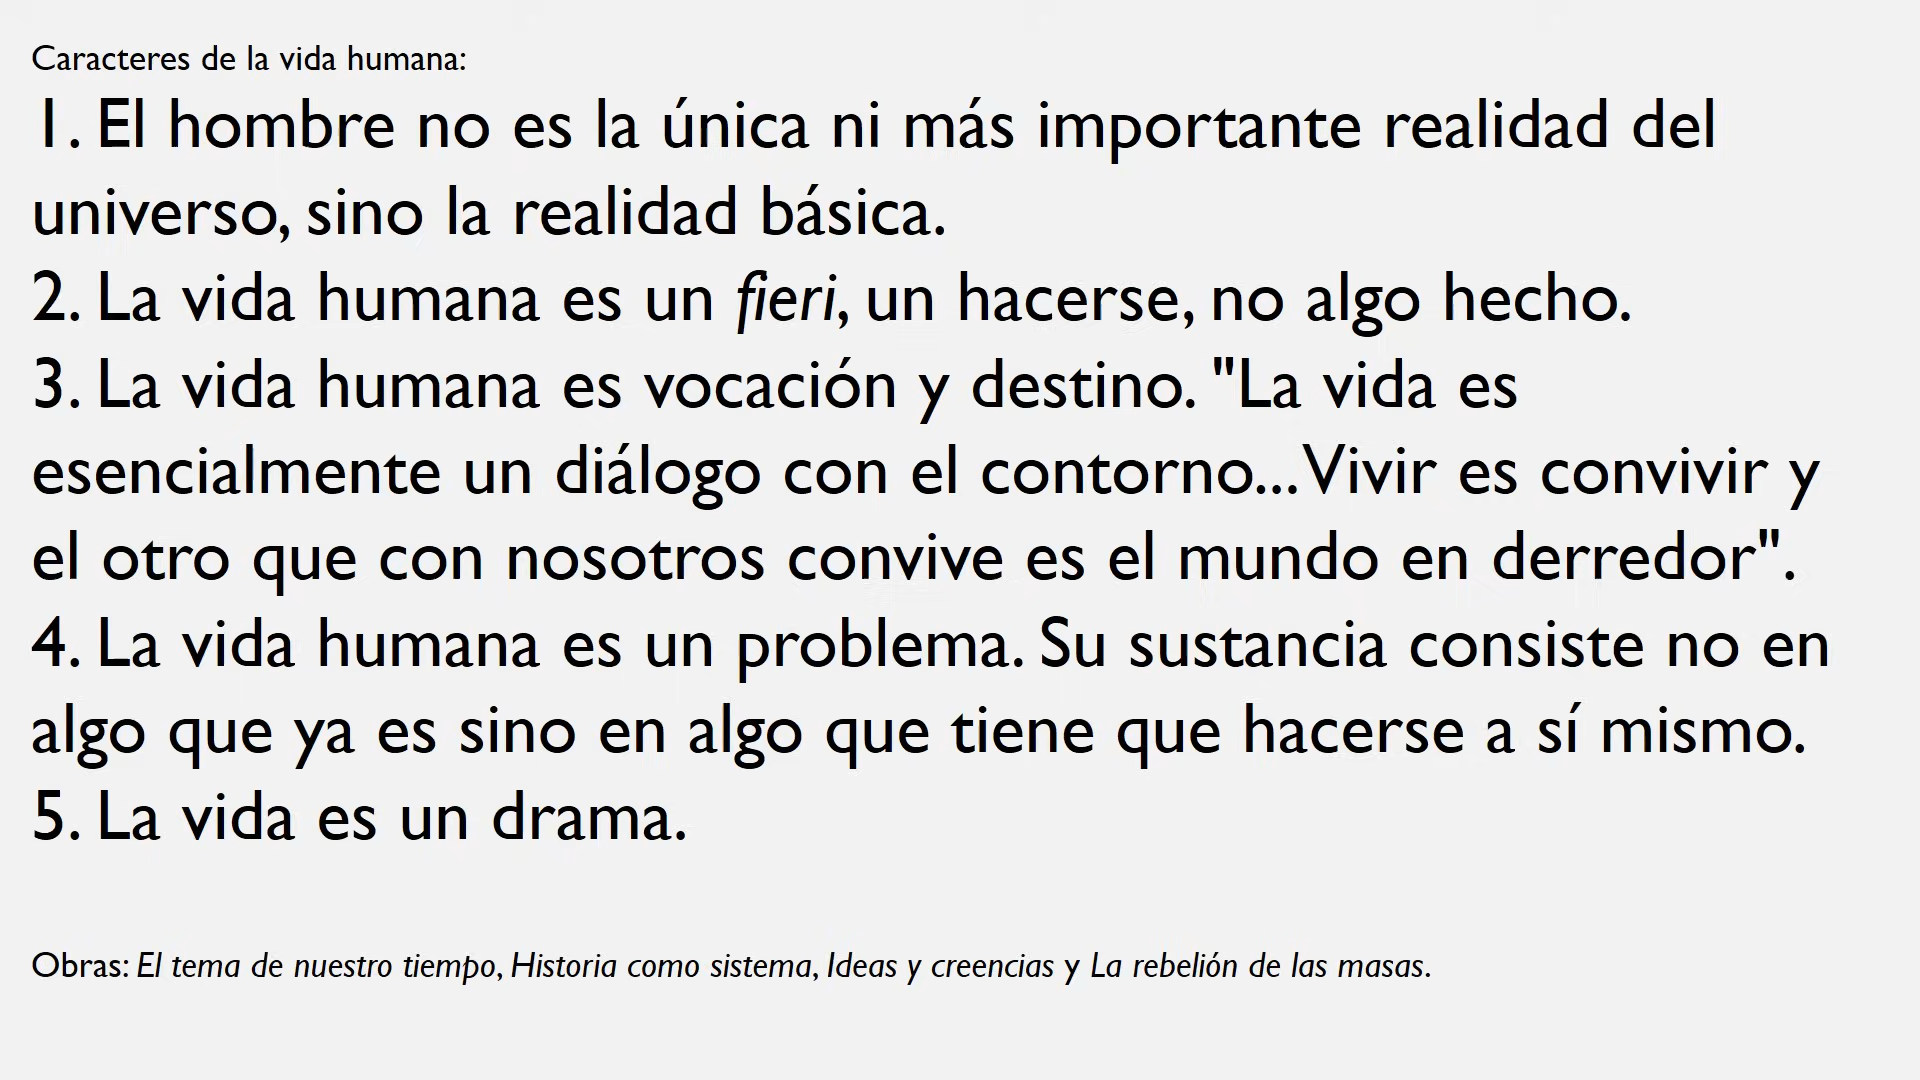 Caracteres de la vida humana:
1. El hombre no es la única ni más importante realidad del
universo, sino la realidad básica.
2. La vida humana es un fieri, un hacerse, no algo hecho.
3. La vida humana es vocación y destino. "La vida es
esencialmente un diálogo con el contorno... Vivir es convivir y
el otro que con nosotros convive es el mundo en derredor".
4. La vida humana es un problema. Su sustancia consiste no en
algo que ya es sino en algo que tiene que hacerse a sí mismo.
5. La vida es un drama.
Obras: El tema de nuestro tiempo, Historia como sistema, Ideas y creencias y La rebelión de las masas.